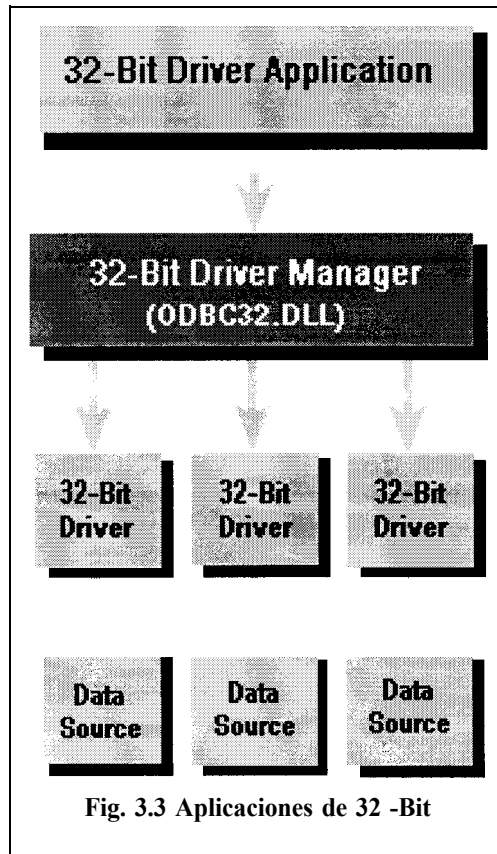 32-Bit Driver Application
32-Bit Driver Manager
(ODBC32.DLL)
32-Bit
Driver
32-Bit
Driver
32-Bit
Driver
Data
Source
Data
Source
Data
Source
Fig. 3.3 Aplicaciones de 32 -Bit